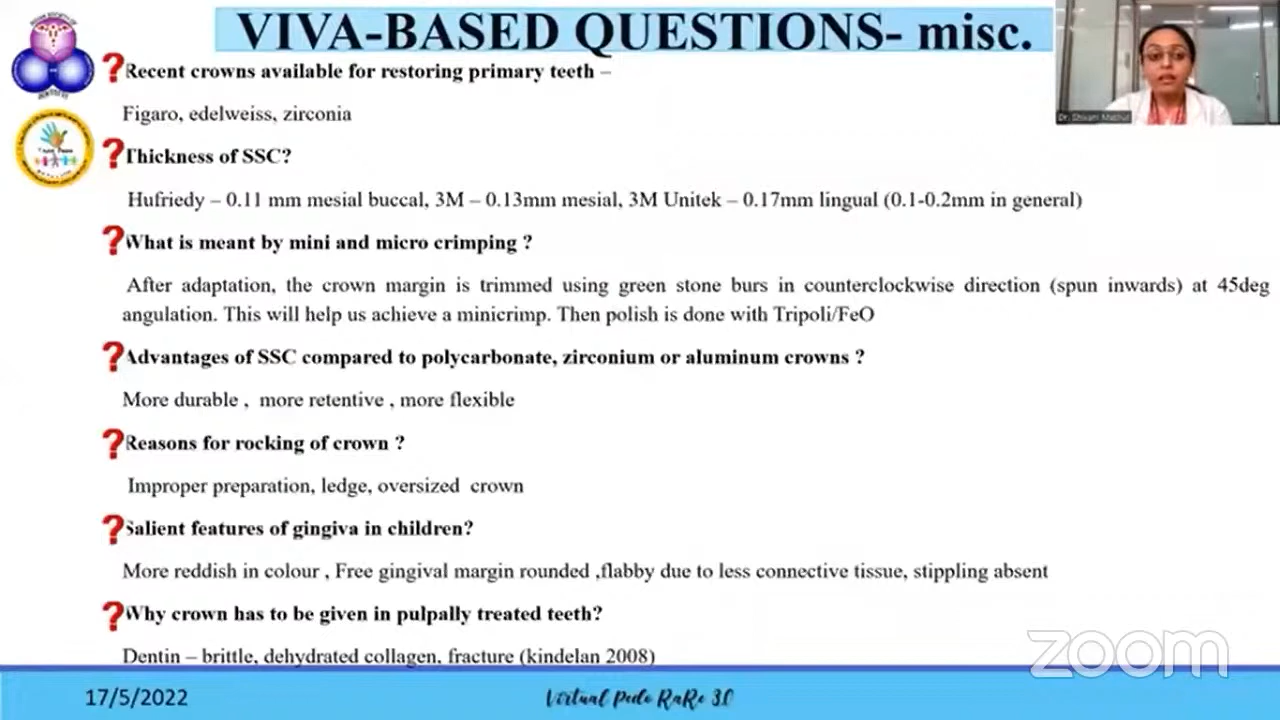 VIVA-BASED QUESTIONS- misc.
Recent crowns available for restoring primary teeth –
Figaro, edelweiss, zirconia
Thickness of SSC?
Hufriedy – 0.11 mm mesial buccal, 3M – 0.13mm mesial, 3M Unitek – 0.17mm lingual (0.1-0.2mm in general)
What is meant by mini and micro crimping ?
After adaptation, the crown margin is trimmed using green stone burs in counterclockwise direction (spun inwards) at 45deg
angulation. This will help us achieve a minicrimp. Then polish is done with Tripoli/FeO
Advantages of SSC compared to polycarbonate, zirconium or aluminum crowns ?
More durable , more retentive , more flexible
Reasons for rocking of crown ?
Improper preparation, ledge, oversized crown
Salient features of gingiva in children?
More reddish in colour , Free gingival margin rounded ,flabby due to less connective tissue, stippling absent
Why crown has to be given in pulpally treated teeth?
Dentin – brittle, dehydrated collagen, fracture (kindelan 2008)
zoom
17/5/2022
Virtual Pedo RaRe 3.0
Dr. Shivani Mathur